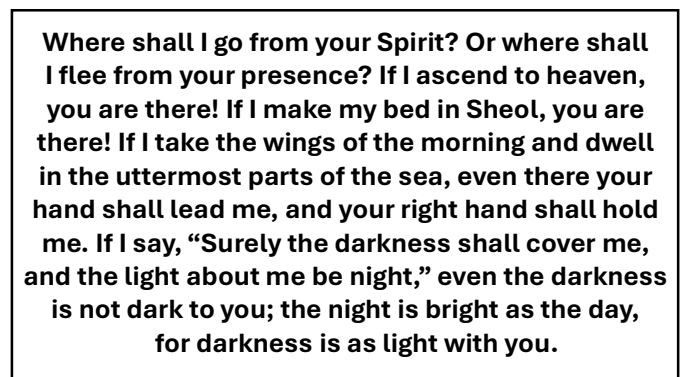 Where shall I go from your Spirit? Or where shall
I flee from your presence? If I ascend to heaven,
you are there! If I make my bed in Sheol, you are
there! If I take the wings of the morning and dwell
in the uttermost parts of the sea, even there your
hand shall lead me, and your right hand shall hold
me. If I say, “Surely the darkness shall cover me,
and the light about me be night,” even the darkness
is not dark to you; the night is bright as the day,
for darkness is as light with you.